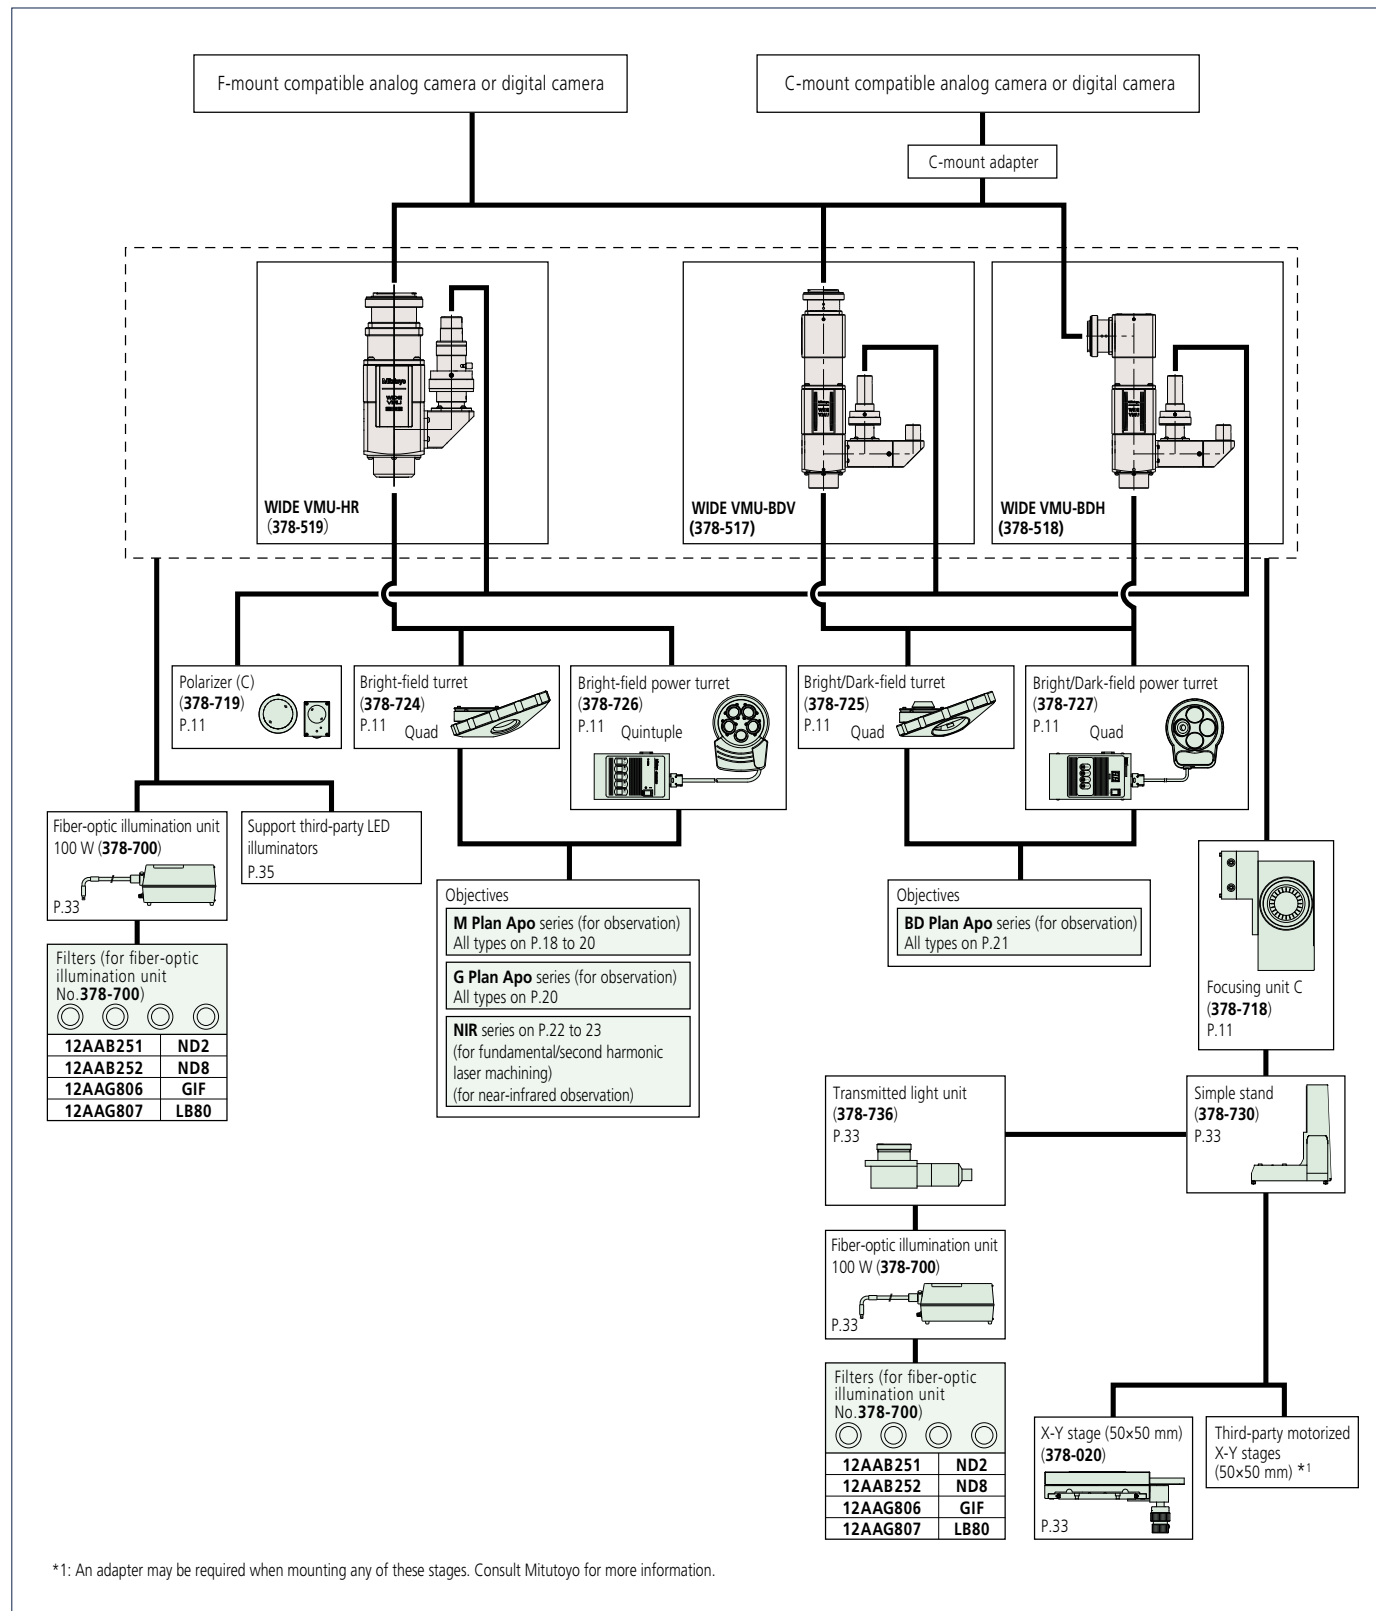 F-mount compatible analog camera or digital camera
C-mount compatible analog camera or digital camera
C-mount adapter
Mitutoyo
WIDE
VMU
WIDE VMU-HR
(378-519)
WIDE
VMU
WIDE VMU-BDV
(378-517)
WIDE
VMU
WIDE VMU-BDH
(378-518)
Polarizer (C)
(378-719)
P.11
Bright-field turret
(378-724)
P.11
Quad
Bright-field power turret
(378-726)
P.11
Quintuple
Bright/Dark-field turret
(378-725)
P.11
Quad
Bright/Dark-field power turret
(378-727)
P.11
Quad
Fiber-optic illumination unit
100 W (378-700)
P.33
Support third-party LED
illuminators
P.35
Filters (for fiber-optic
illumination unit
No.378-700)
12AAB251 ND2
12AAB252 ND8
12AAG806 GIF
12AAG807 LB80
Objectives
M Plan Apo series (for observation)
All types on P.18 to 20
G Plan Apo series (for observation)
All types on P.20
NIR series on P.22 to 23
(for fundamental/second harmonic
laser machining)
(for near-infrared observation)
Objectives
BD Plan Apo series (for observation)
All types on P.21
Focusing unit C
(378-718)
P.11
Transmitted light unit
(378-736)
P.33
Simple stand
(378-730)
P.33
Fiber-optic illumination unit
100 W (378-700)
P.33
Filters (for fiber-optic
illumination unit
No.378-700)
12AAB251 ND2
12AAB252 ND8
12AAG806 GIF
12AAG807 LB80
X-Y stage (50×50 mm)
(378-020)
P.33
Third-party motorized
X-Y stages
(50×50 mm) *1
*1: An adapter may be required when mounting any of these stages. Consult Mitutoyo for more information.